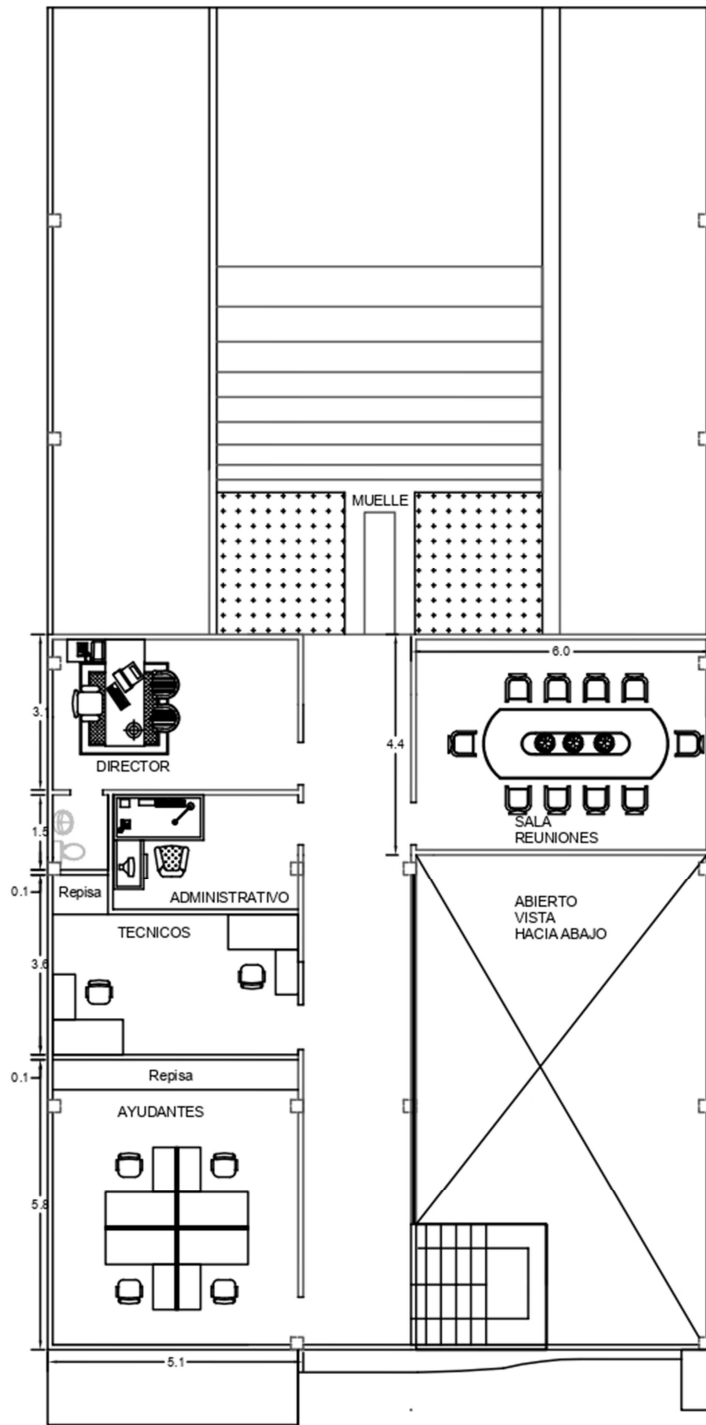 MUELLE
6.0
3.1
4.4
DIRECTOR
1.5
SALA
REUNIONES
0.1
Repisa
ADMINISTRATIVO
ABIERTO
VISTA
HACIA ABAJO
TECNICOS
3.6
0.1
Repisa
AYUDANTES
5.8
5.1